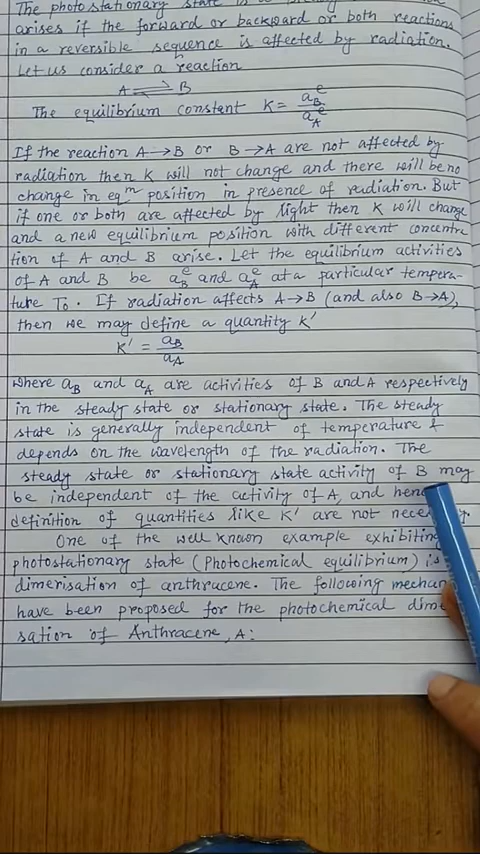 The photostationary state is
arises if the forward or backward or both reactions
in a reversible sequence is affected by radiation.
Let us consider a reaction
A ⇌ B
The equilibrium constant K = a_B^e / a_A^e
If the reaction A → B or B → A are not affected by
radiation then K will not change and there will be no
change in eq^m position in presence of radiation. But
if one or both are affected by light then K will change
and a new equilibrium position with different concentra
tion of A and B arise. Let the equilibrium activities
of A and B be a_B^e and a_A^e at a particular tempera-
ture T₀. If radiation affects A → B (and also B → A),
then we may define a quantity K'
K' = a_B / a_A
where a_B and a_A are activities of B and A respectively
in the steady state or stationary state. The steady
state is generally independent of temperature &
depends on the wavelength of the radiation. The
steady state or stationary state activity of B may
be independent of the activity of A, and hen
definition of quantities like K' are not nece
One of the well known example exhibitin
photostationary state (Photochemical equilibrium) is
dimerisation of anthracene. The following mechan
have been proposed for the photochemical dime
sation of Anthracene, A: